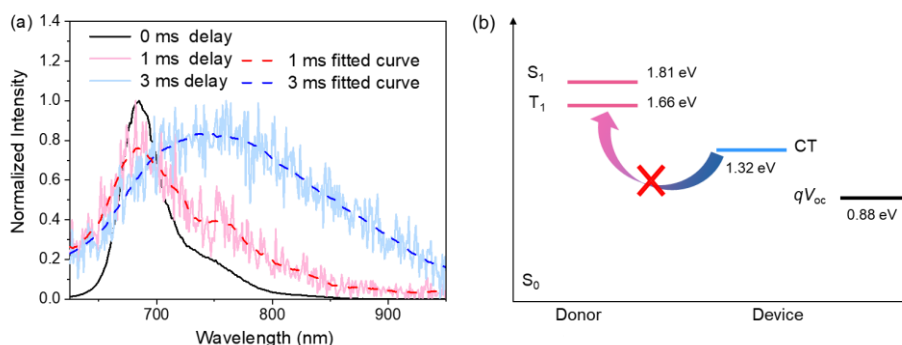 (a)
1.4
1.2
1.0
0.8
0.6
0.4
0.2
0.0
Normalized Intensity
0 ms delay
1 ms delay
1 ms fitted curve
3 ms delay
3 ms fitted curve
700
800
900
Wavelength (nm)
(b)
S₁
1.81 eV
T₁
1.66 eV
CT
1.32 eV
qVₒc
0.88 eV
S₀
Donor
Device